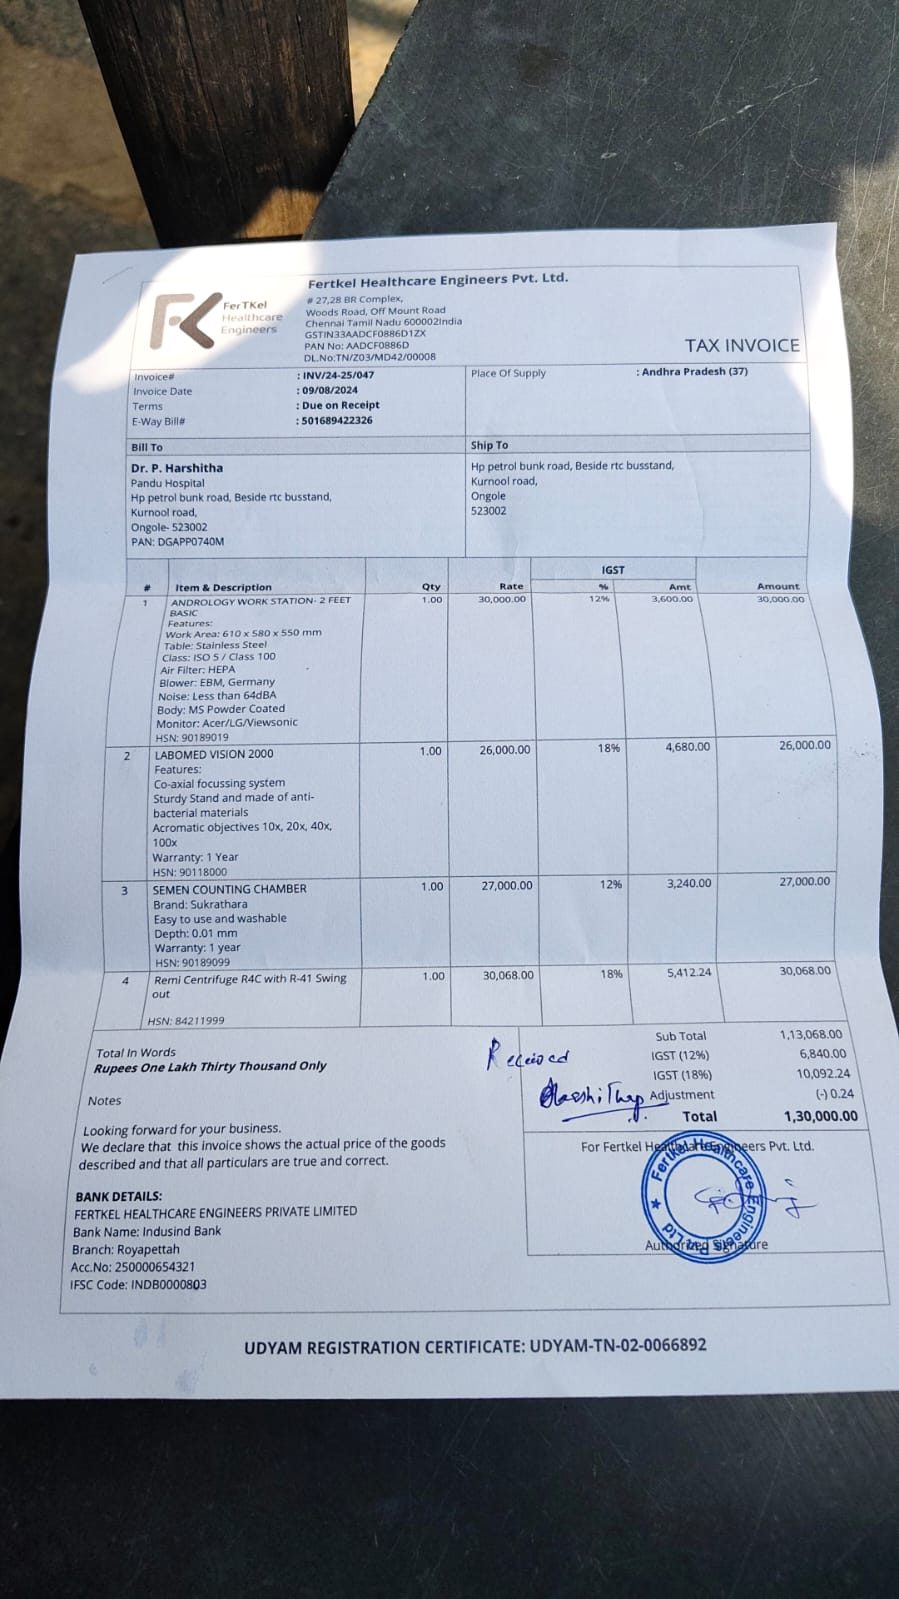 FerTKel
Healthcare
Engineers
Fertkel Healthcare Engineers Pvt. Ltd.
# 27,28 BR Complex,
Woods Road, Off Mount Road
Chennai Tamil Nadu 600002India
GSTIN33AADCF0886D1ZX
PAN No: AADCF0886D
DL.No:TN/Z03/MD42/00008
TAX INVOICE
Invoice# : INV/24-25/047
Invoice Date : 09/08/2024
Terms : Due on Receipt
E-Way Bill# : 501689422326
Place Of Supply : Andhra Pradesh (37)
Bill To
Dr. P. Harshitha
Pandu Hospital
Hp petrol bunk road, Beside rtc busstand,
Kurnool road,
Ongole- 523002
PAN: DGAPP0740M
Ship To
Hp petrol bunk road, Beside rtc busstand,
Kurnool road,
Ongole
523002
IGST
# Item & Description Qty Rate % Amt Amount
1 ANDROLOGY WORK STATION- 2 FEET 1.00 30,000.00 12% 3,600.00 30,000.00
BASIC
Features:
Work Area: 610 x 580 x 550 mm
Table: Stainless Steel
Class: ISO 5 / Class 100
Air Filter: HEPA
Blower: EBM, Germany
Noise: Less than 64dBA
Body: MS Powder Coated
Monitor: Acer/LG/Viewsonic
HSN: 90189019
2 LABOMED VISION 2000 1.00 26,000.00 18% 4,680.00 26,000.00
Features:
Co-axial focussing system
Sturdy Stand and made of anti-
bacterial materials
Acromatic objectives 10x, 20x, 40x,
100x
Warranty: 1 Year
HSN: 90118000
3 SEMEN COUNTING CHAMBER 1.00 27,000.00 12% 3,240.00 27,000.00
Brand: Sukrathara
Easy to use and washable
Depth: 0.01 mm
Warranty: 1 year
HSN: 90189099
4 Remi Centrifuge R4C with R-41 Swing 1.00 30,068.00 18% 5,412.24 30,068.00
out
HSN: 84211999
Total In Words
Rupees One Lakh Thirty Thousand Only
Notes
Looking forward for your business.
We declare that this invoice shows the actual price of the goods
described and that all particulars are true and correct.
BANK DETAILS:
FERTKEL HEALTHCARE ENGINEERS PRIVATE LIMITED
Bank Name: Indusind Bank
Branch: Royapettah
Acc.No: 250000654321
IFSC Code: INDB0000803
Received
Sub Total 1,13,068.00
IGST (12%) 6,840.00
IGST (18%) 10,092.24
Adjustment (-) 0.24
Total 1,30,000.00
For Fertkel Healthcare Engineers Pvt. Ltd.
Fertkel Healthcare Engineers Pvt Ltd
Authorized Signature
UDYAM REGISTRATION CERTIFICATE: UDYAM-TN-02-0066892